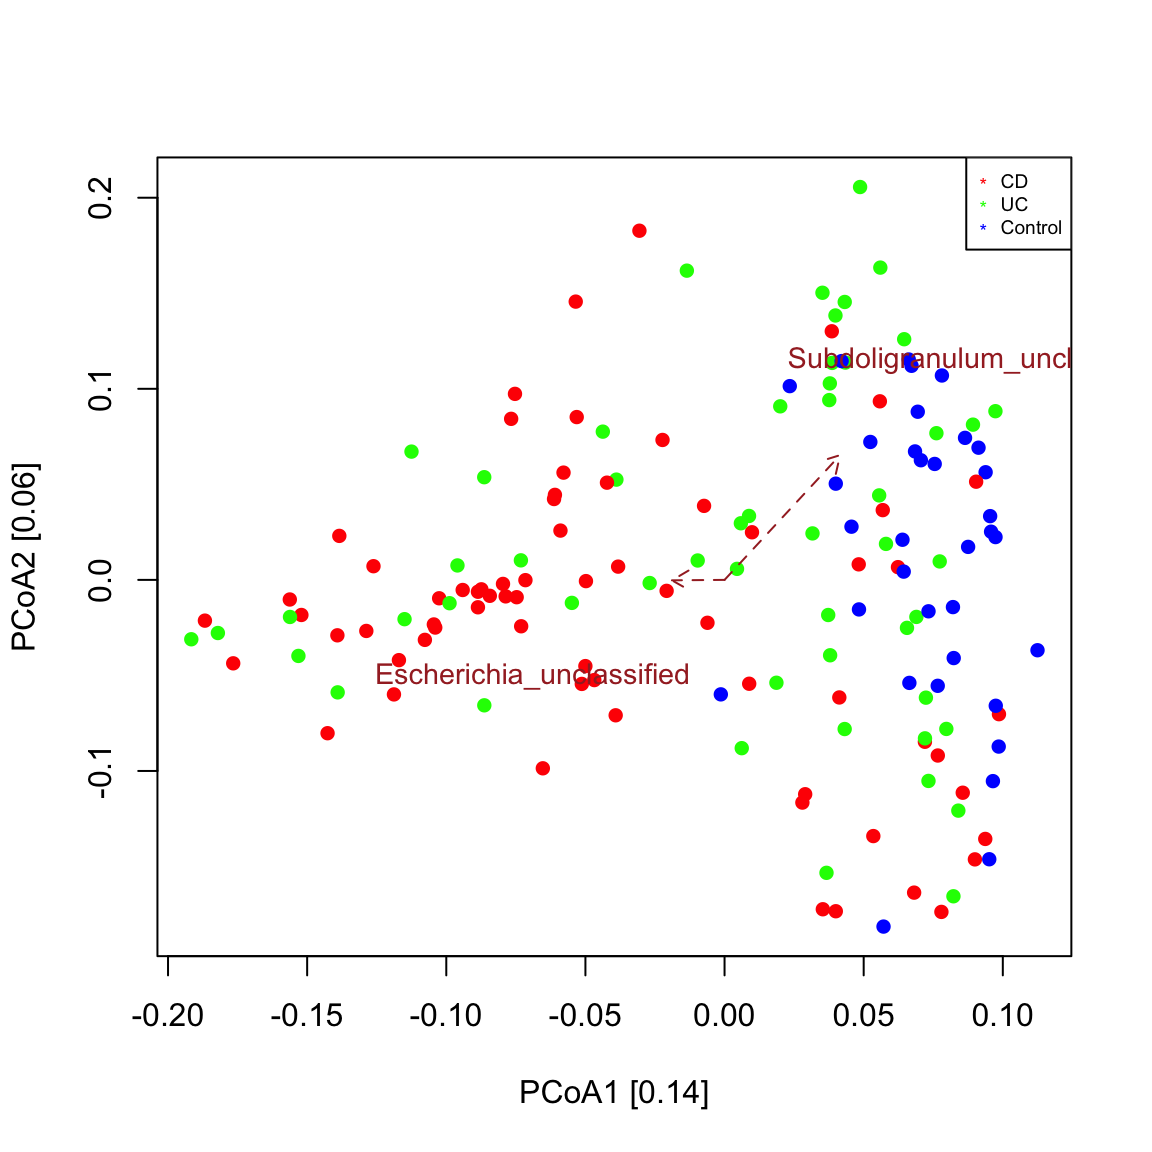 * CD
* UC
* Control
Subdoligranulum_uncl
Escherichia_unclassified
PCoA2 [0.06]
0.2
0.1
0.0
-0.1
-0.20 -0.15 -0.10 -0.05 0.00 0.05 0.10
PCoA1 [0.14]